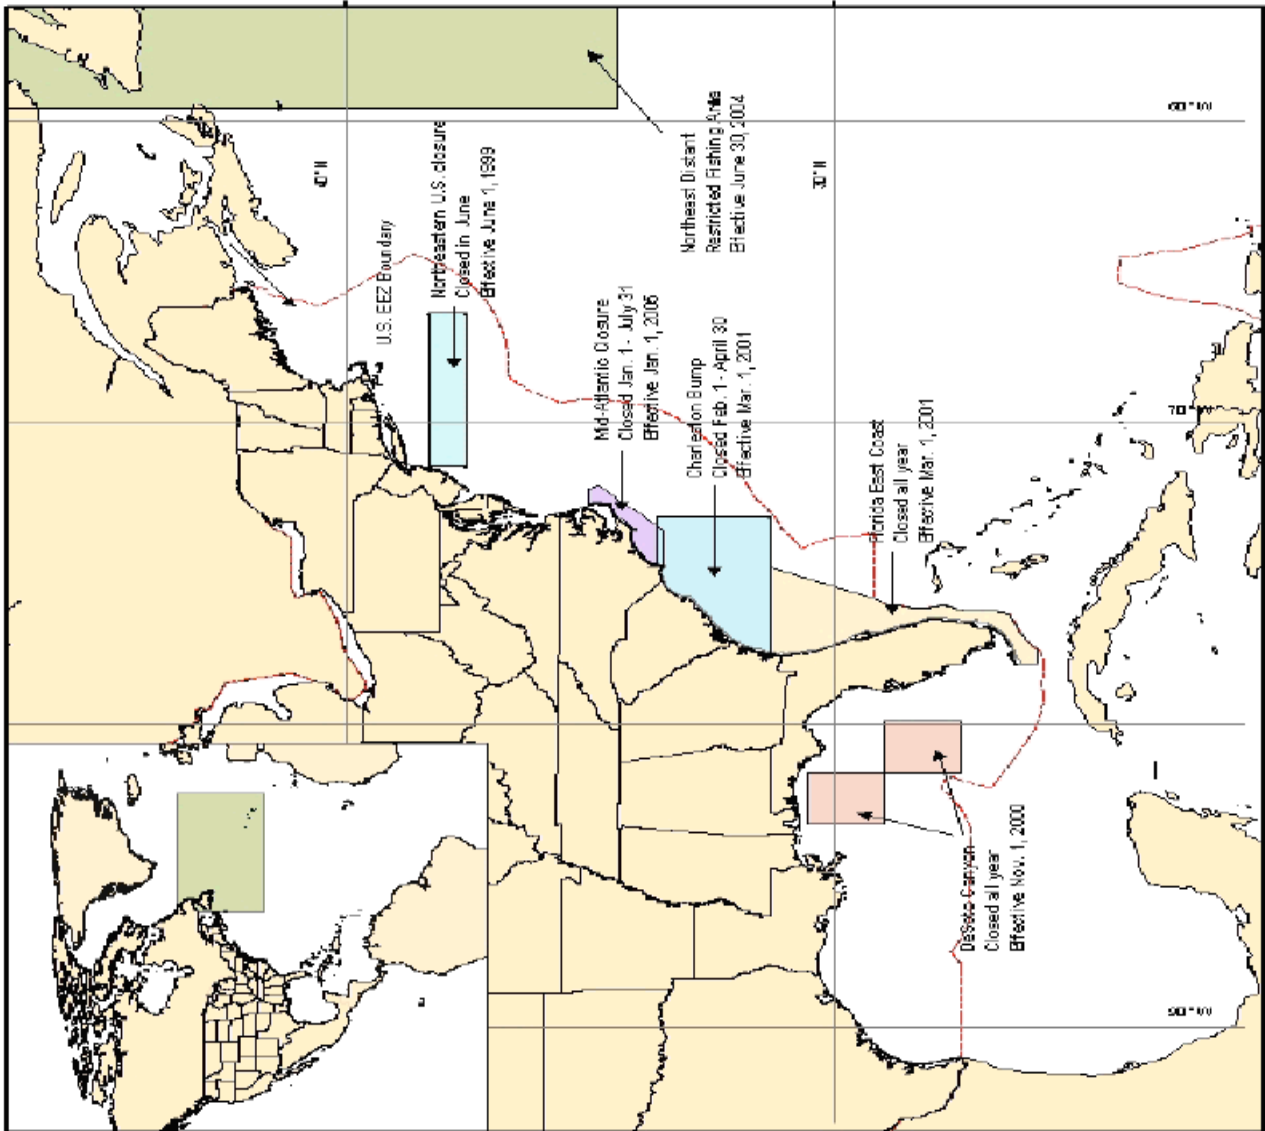 60°W
40°N
Northeastern U.S. closure
Closed in June
Effective June 1, 1999
Northeast Distant
Restricted Fishing Area
Effective June 30, 2004
30°N
U.S. EEZ Boundary
Mid-Atlantic Closure
Closed Jan. 1 - July 31
Effective Jan. 1, 2005
Charleston Bump
Closed Feb. 1 - April 30
Effective Mar. 1, 2001
70°W
Florida East Coast
Closed all year
Effective Mar. 1, 2001
DeSoto Canyon
Closed all year
Effective Nov. 1, 2000
90°W